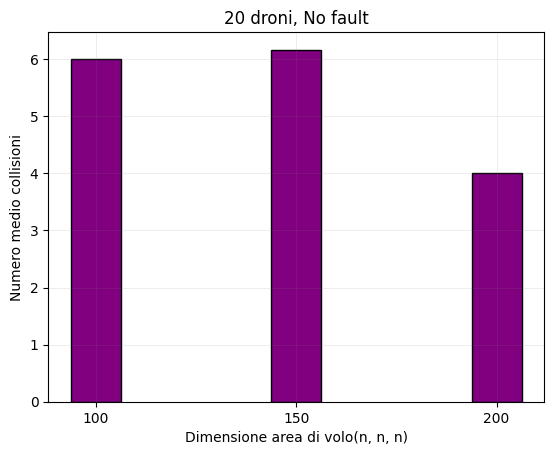 20 droni, No fault
Numero medio collisioni
6
5
4
3
2
1
0
100 150 200
Dimensione area di volo(n, n, n)